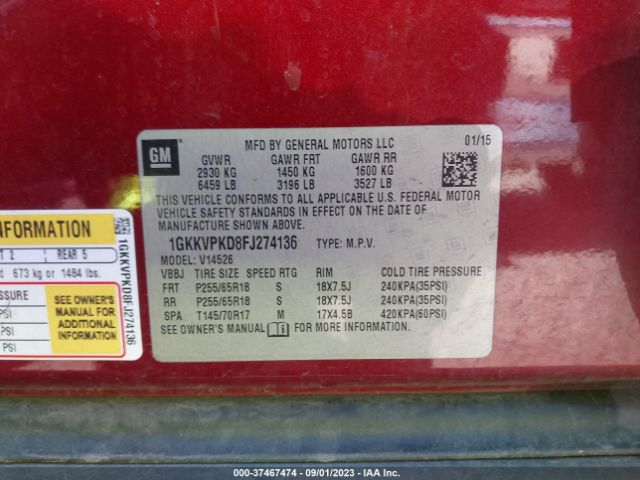 GM
MFD BY GENERAL MOTORS LLC 01/15
GVWR GAWR FRT GAWR RR
2930 KG 1450 KG 1600 KG
6459 LB 3196 LB 3527 LB
THIS VEHICLE CONFORMS TO ALL APPLICABLE U.S. FEDERAL MOTOR
VEHICLE SAFETY STANDARDS IN EFFECT ON THE DATE OF
MANUFACTURE SHOWN ABOVE.
1GKKVPKD8FJ274136 TYPE: M.P.V.
MODEL: V14526
VBBJ TIRE SIZE SPEED RTG RIM COLD TIRE PRESSURE
FRT P255/65R18 S 18X7.5J 240KPA(35PSI)
RR P255/65R18 S 18X7.5J 240KPA(35PSI)
SPA T145/70R17 M 17X4.5B 420KPA(60PSI)
SEE OWNER'S MANUAL FOR MORE INFORMATION.
INFORMATION
2 REAR 5
673 kg or 1484 lbs.
SSURE
PSI
PSI
PSI
SEE OWNER'S
MANUAL FOR
ADDITIONAL
INFORMATION
1GKKVPKD8FJ274136
000-37467474 - 09/01/2023 - IAA Inc.